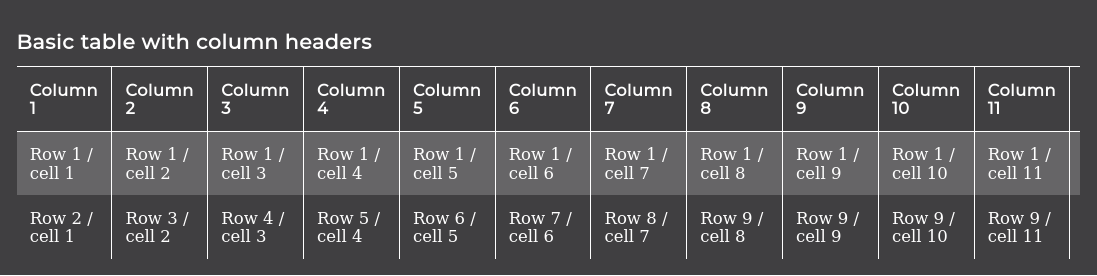 Basic table with column headers
Column 1 Column 2 Column 3 Column 4 Column 5 Column 6 Column 7 Column 8 Column 9 Column 10 Column 11
Row 1 / cell 1 Row 1 / cell 2 Row 1 / cell 3 Row 1 / cell 4 Row 1 / cell 5 Row 1 / cell 6 Row 1 / cell 7 Row 1 / cell 8 Row 1 / cell 9 Row 1 / cell 10 Row 1 / cell 11
Row 2 / cell 1 Row 3 / cell 2 Row 4 / cell 3 Row 5 / cell 4 Row 6 / cell 5 Row 7 / cell 6 Row 8 / cell 7 Row 9 / cell 8 Row 9 / cell 9 Row 9 / cell 10 Row 9 / cell 11